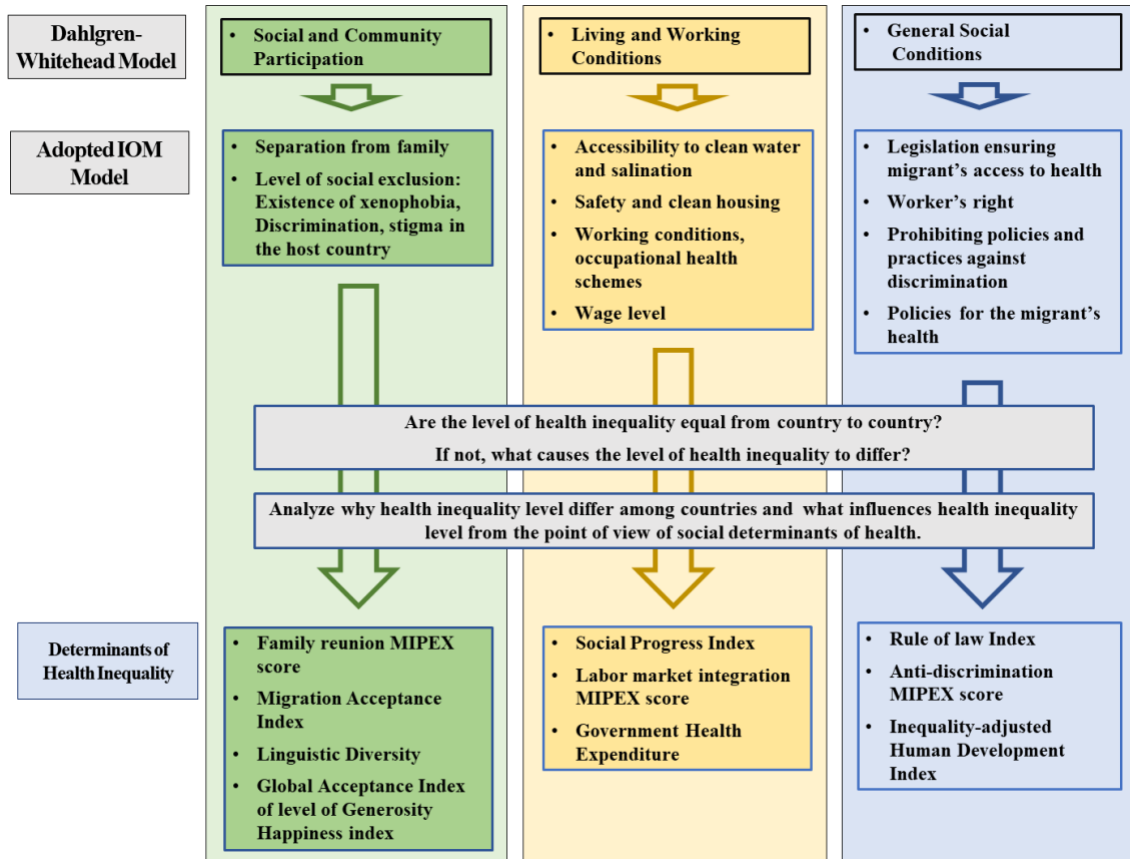 Dahlgren-
Whitehead Model
• Social and Community
Participation
• Living and Working
Conditions
• General Social
Conditions
Adopted IOM
Model
• Separation from family
• Level of social exclusion:
Existence of xenophobia,
Discrimination, stigma in
the host country
• Accessibility to clean water
and salination
• Safety and clean housing
• Working conditions,
occupational health
schemes
• Wage level
• Legislation ensuring
migrant's access to health
• Worker's right
• Prohibiting policies and
practices against
discrimination
• Policies for the migrant's
health
Are the level of health inequality equal from country to country?
If not, what causes the level of health inequality to differ?
Analyze why health inequality level differ among countries and what influences health inequality
level from the point of view of social determinants of health.
Determinants of
Health Inequality
• Family reunion MIPEX
score
• Migration Acceptance
Index
• Linguistic Diversity
• Global Acceptance Index
of level of Generosity
Happiness index
• Social Progress Index
• Labor market integration
MIPEX score
• Government Health
Expenditure
• Rule of law Index
• Anti-discrimination
MIPEX score
• Inequality-adjusted
Human Development
Index